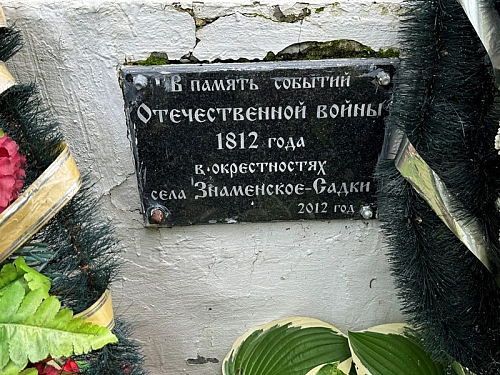 В память событий
Отечественной войны
1812 года
в окрестностях
села Знаменское-Садки
2012 год